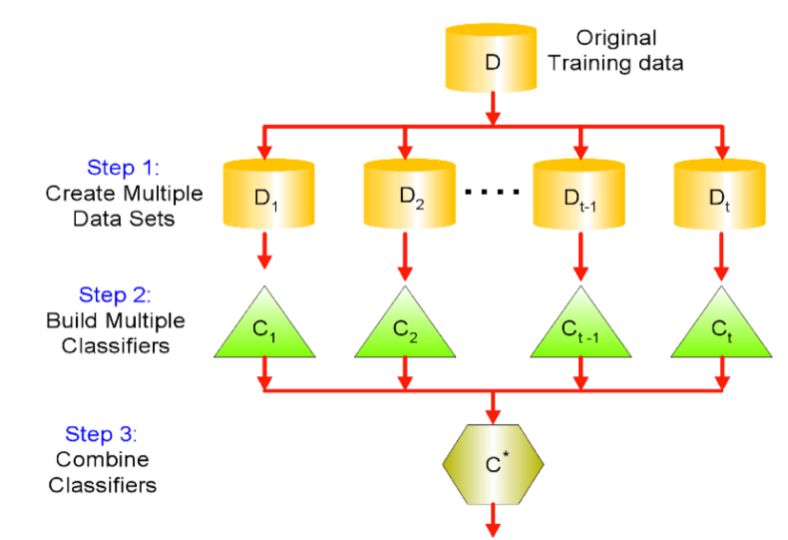 Original
Training data
D
Step 1:
Create Multiple
Data Sets
D1
D2
....
Dt-1
Dt
Step 2:
Build Multiple
Classifiers
C1
C2
Ct-1
Ct
Step 3:
Combine
Classifiers
C*